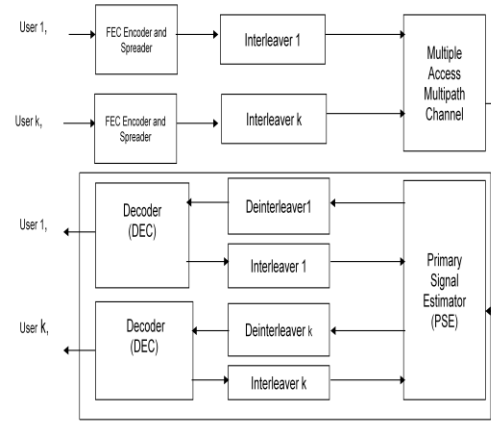 User 1,
FEC Encoder and
Spreader
Interleaver 1
Multiple
Access
Multipath
Channel
User k,
FEC Encoder and
Spreader
Interleaver k
User 1,
Decoder
(DEC)
Deinterleaver1
Interleaver 1
Primary
Signal
Estimator
(PSE)
User k,
Decoder
(DEC)
Deinterleaver k
Interleaver k